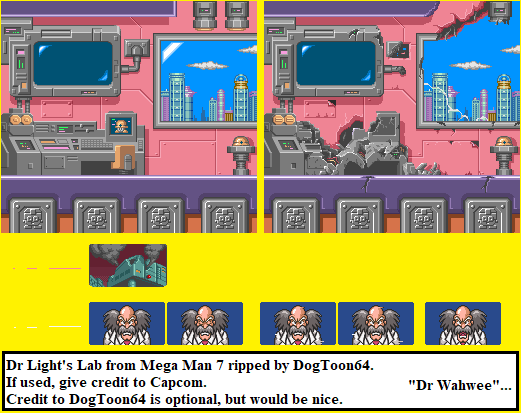 Dr Light's Lab from Mega Man 7 ripped by DogToon64.
If used, give credit to Capcom.
"Dr Wahwee"...
Credit to DogToon64 is optional, but would be nice.